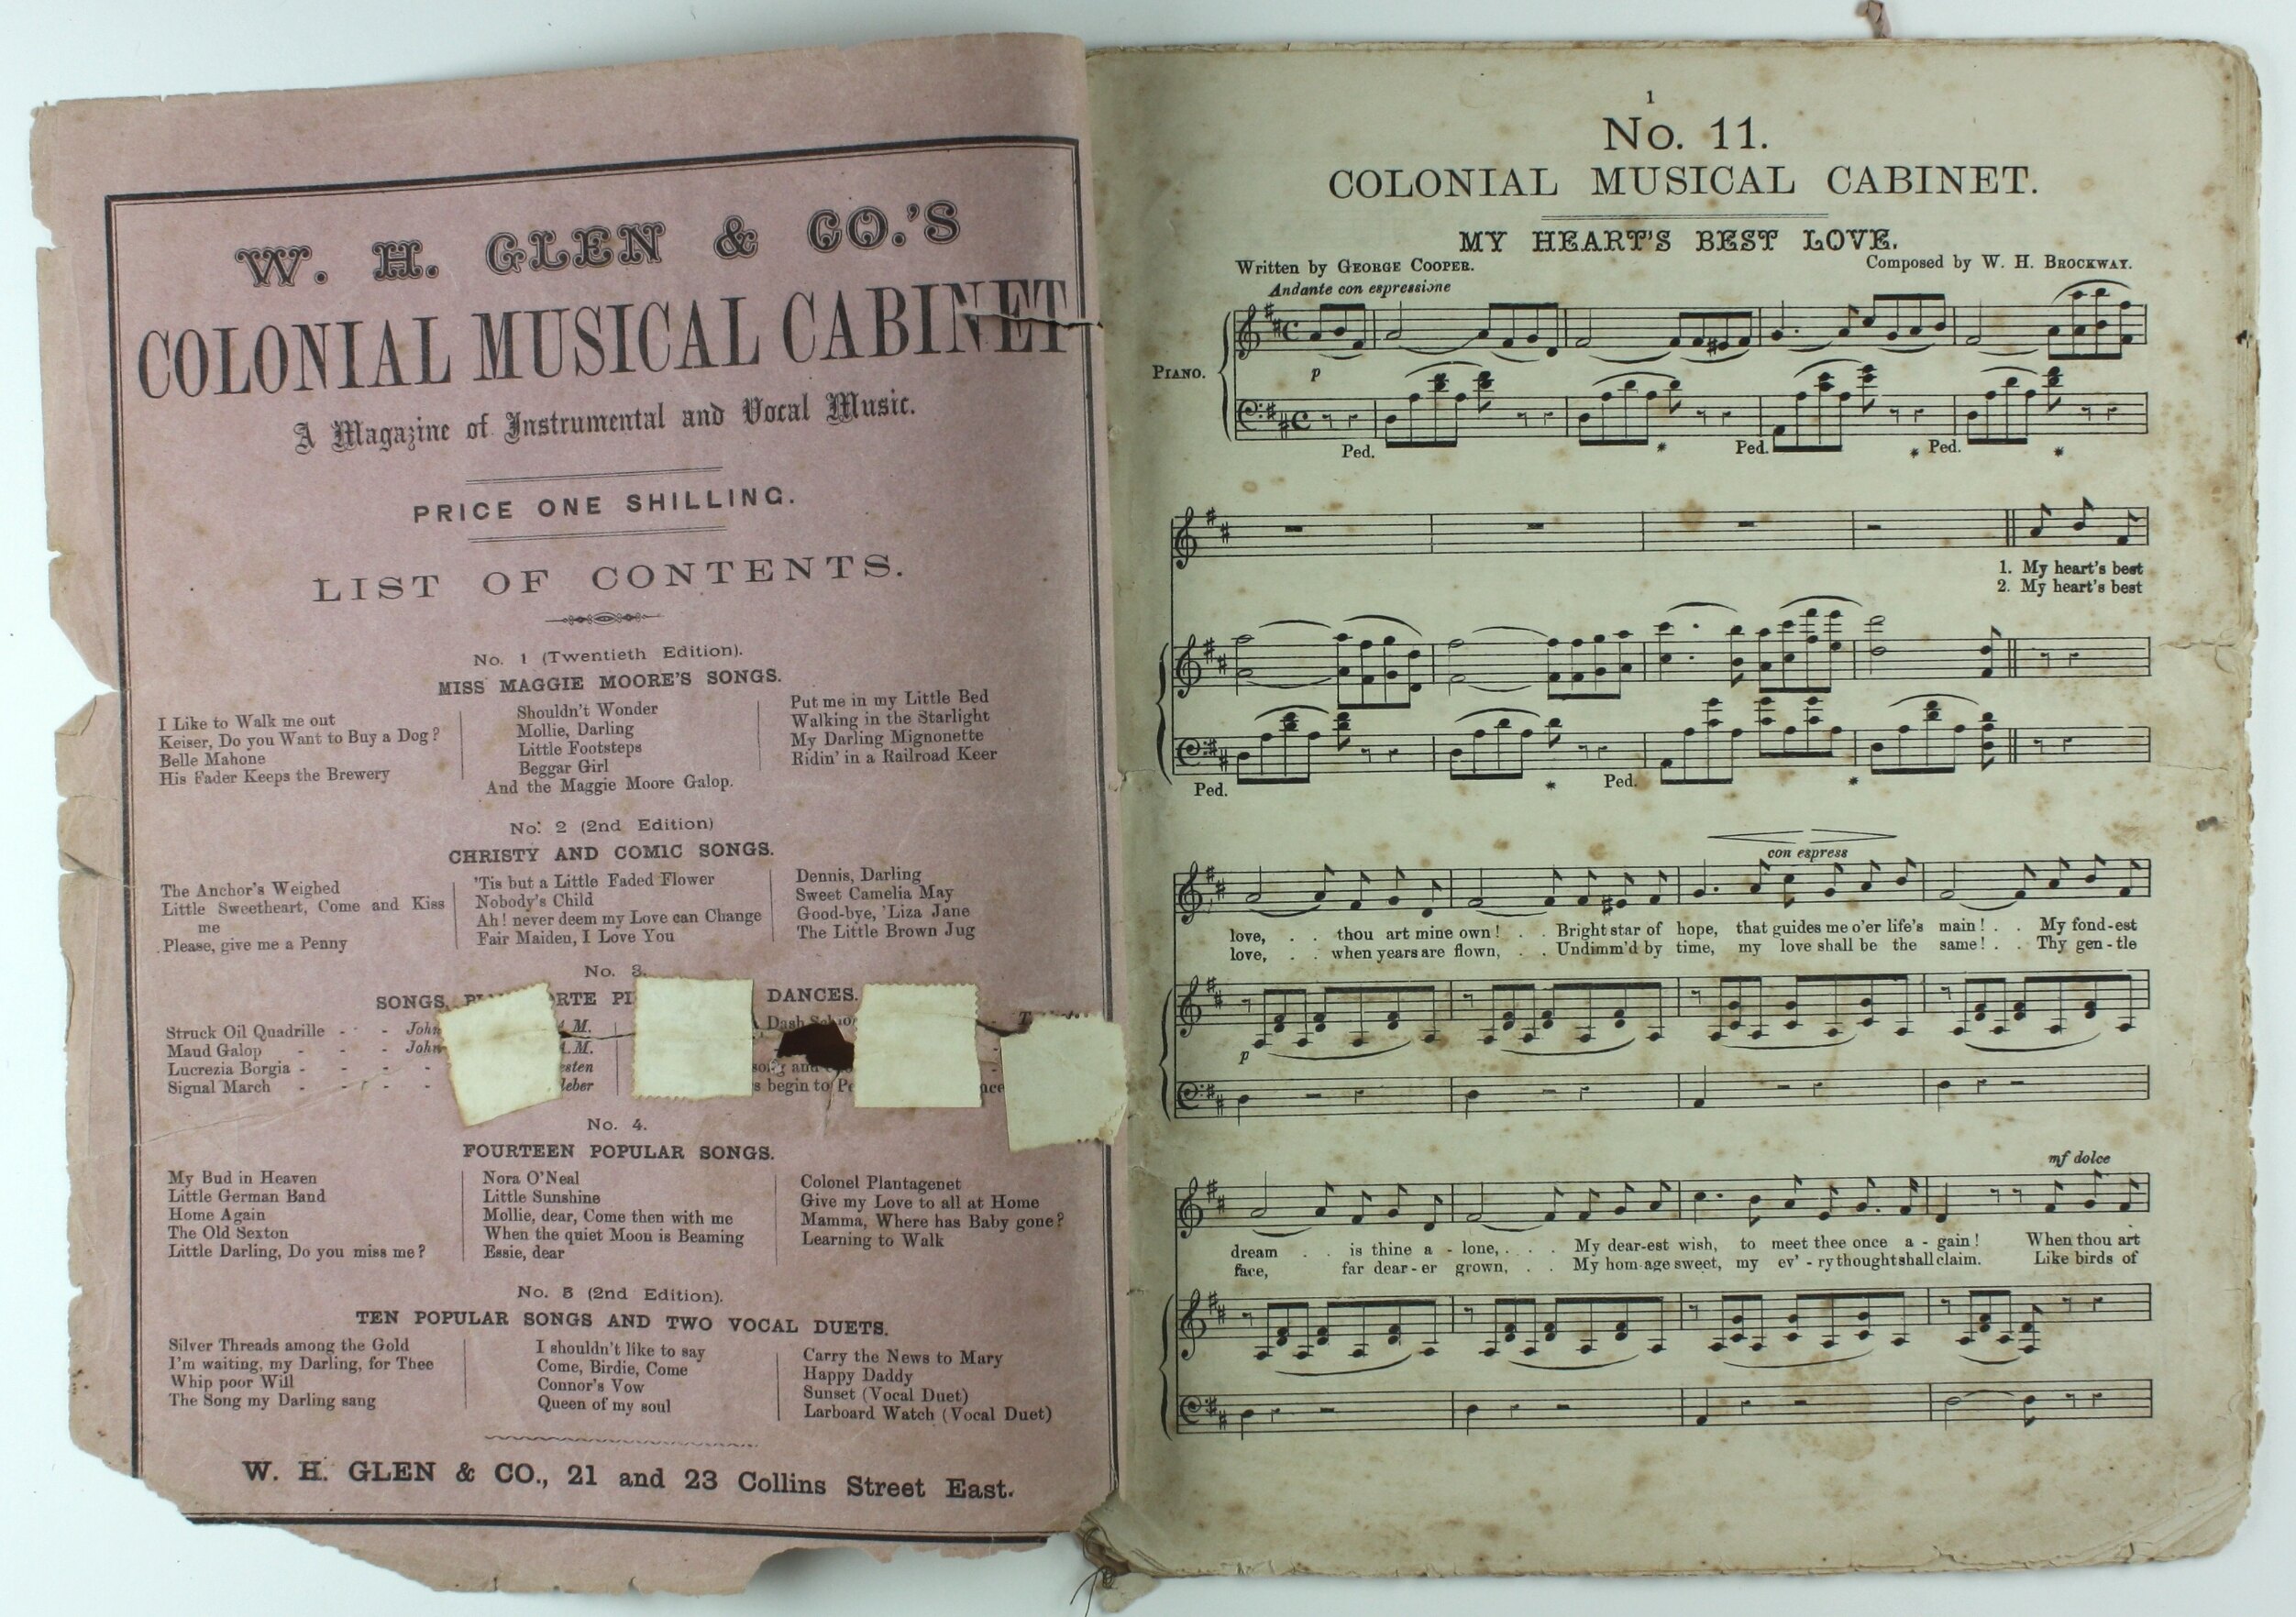 W. H. GLEN & CO.'S
COLONIAL MUSICAL CABINET
A Magazine of Instrumental and Vocal Music.
PRICE ONE SHILLING.
LIST OF CONTENTS.
No. 1 (Twentieth Edition).
MISS MAGGIE MOORE'S SONGS.
I Like to Walk me out
Keiser, Do you Want to Buy a Dog?
Belle Mahone
His Fader Keeps the Brewery
Shouldn't Wonder
Mollie, Darling
Little Footsteps
Beggar Girl
Put me in my Little Bed
Walking in the Starlight
My Darling Mignonette
Ridin' in a Railroad Keer
And the Maggie Moore Galop.
No. 2 (2nd Edition)
CHRISTY AND COMIC SONGS.
The Anchor's Weighed
Little Sweetheart, Come and Kiss
me
Please, give me a Penny
'Tis but a Little Faded Flower
Nobody's Child
Ah! never deem my Love can Change
Fair Maiden, I Love You
Dennis, Darling
Sweet Camelia May
Good-bye, 'Liza Jane
The Little Brown Jug
No. 3.
SONGS, DANCES.
Struck Oil Quadrille - - John A.M.
Maud Galop - - - John A.M.
Lucrezia Borgia - - - -
Signal March - - - -
Dash
song and
begin to
No. 4.
FOURTEEN POPULAR SONGS.
My Bud in Heaven
Little German Band
Home Again
The Old Sexton
Little Darling, Do you miss me?
Nora O'Neal
Little Sunshine
Mollie, dear, Come then with me
When the quiet Moon is Beaming
Essie, dear
Colonel Plantagenet
Give my Love to all at Home
Mamma, Where has Baby gone?
Learning to Walk
No. 5 (2nd Edition).
TEN POPULAR SONGS AND TWO VOCAL DUETS.
Silver Threads among the Gold
I'm waiting, my Darling, for Thee
Whip poor Will
The Song my Darling sang
I shouldn't like to say
Come, Birdie, Come
Connor's Vow
Queen of my soul
Carry the News to Mary
Happy Daddy
Sunset (Vocal Duet)
Larboard Watch (Vocal Duet)
W. H. GLEN & CO., 21 and 23 Collins Street East.
1
No. 11.
COLONIAL MUSICAL CABINET.
MY HEART'S BEST LOVE.
Written by GEORGE COOPER.
Composed by W. H. BROCKWAY.
Andante con espressione
PIANO.
p
Ped. * Ped. * Ped. *
1. My heart's best
2. My heart's best
Ped. * Ped. *
con espress
love, . . thou art mine own! . . Bright star of hope, that guides me o'er life's main! . . My fond-est
love, . . when years are flown, . . Undimm'd by time, my love shall be the same! . . Thy gen-tle
p
mf dolce
dream . . is thine a-lone, . . . My dear-est wish, to meet thee once a-gain! When thou art
face, far dear-er grown, . . My hom-age sweet, my ev'-ry thought shall claim. Like birds of